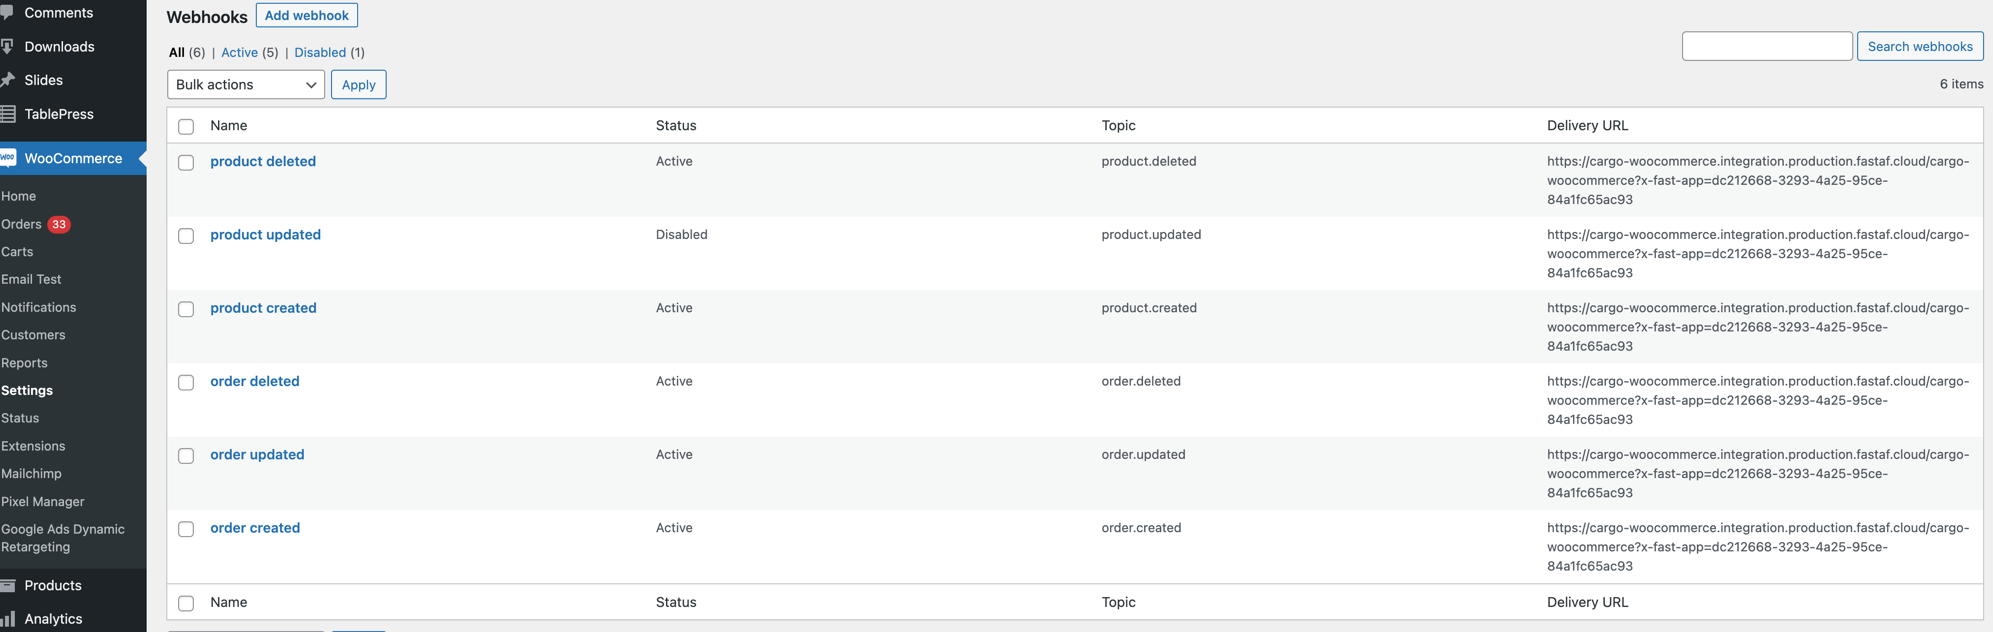 Comments
Downloads
Slides
TablePress
WOO WooCommerce
Home
Orders 33
Carts
Email Test
Notifications
Customers
Reports
Settings
Status
Extensions
Mailchimp
Pixel Manager
Google Ads Dynamic
Retargeting
Products
Analytics
Webhooks Add webhook
All (6) | Active (5) | Disabled (1)
Search webhooks
Bulk actions Apply
6 items
Name Status Topic Delivery URL
product deleted Active product.deleted https://cargo-woocommerce.integration.production.fastaf.cloud/cargo-
woocommerce?x-fast-app=dc212668-3293-4a25-95ce-
84a1fc65ac93
product updated Disabled product.updated https://cargo-woocommerce.integration.production.fastaf.cloud/cargo-
woocommerce?x-fast-app=dc212668-3293-4a25-95ce-
84a1fc65ac93
product created Active product.created https://cargo-woocommerce.integration.production.fastaf.cloud/cargo-
woocommerce?x-fast-app=dc212668-3293-4a25-95ce-
84a1fc65ac93
order deleted Active order.deleted https://cargo-woocommerce.integration.production.fastaf.cloud/cargo-
woocommerce?x-fast-app=dc212668-3293-4a25-95ce-
84a1fc65ac93
order updated Active order.updated https://cargo-woocommerce.integration.production.fastaf.cloud/cargo-
woocommerce?x-fast-app=dc212668-3293-4a25-95ce-
84a1fc65ac93
order created Active order.created https://cargo-woocommerce.integration.production.fastaf.cloud/cargo-
woocommerce?x-fast-app=dc212668-3293-4a25-95ce-
84a1fc65ac93
Name Status Topic Delivery URL